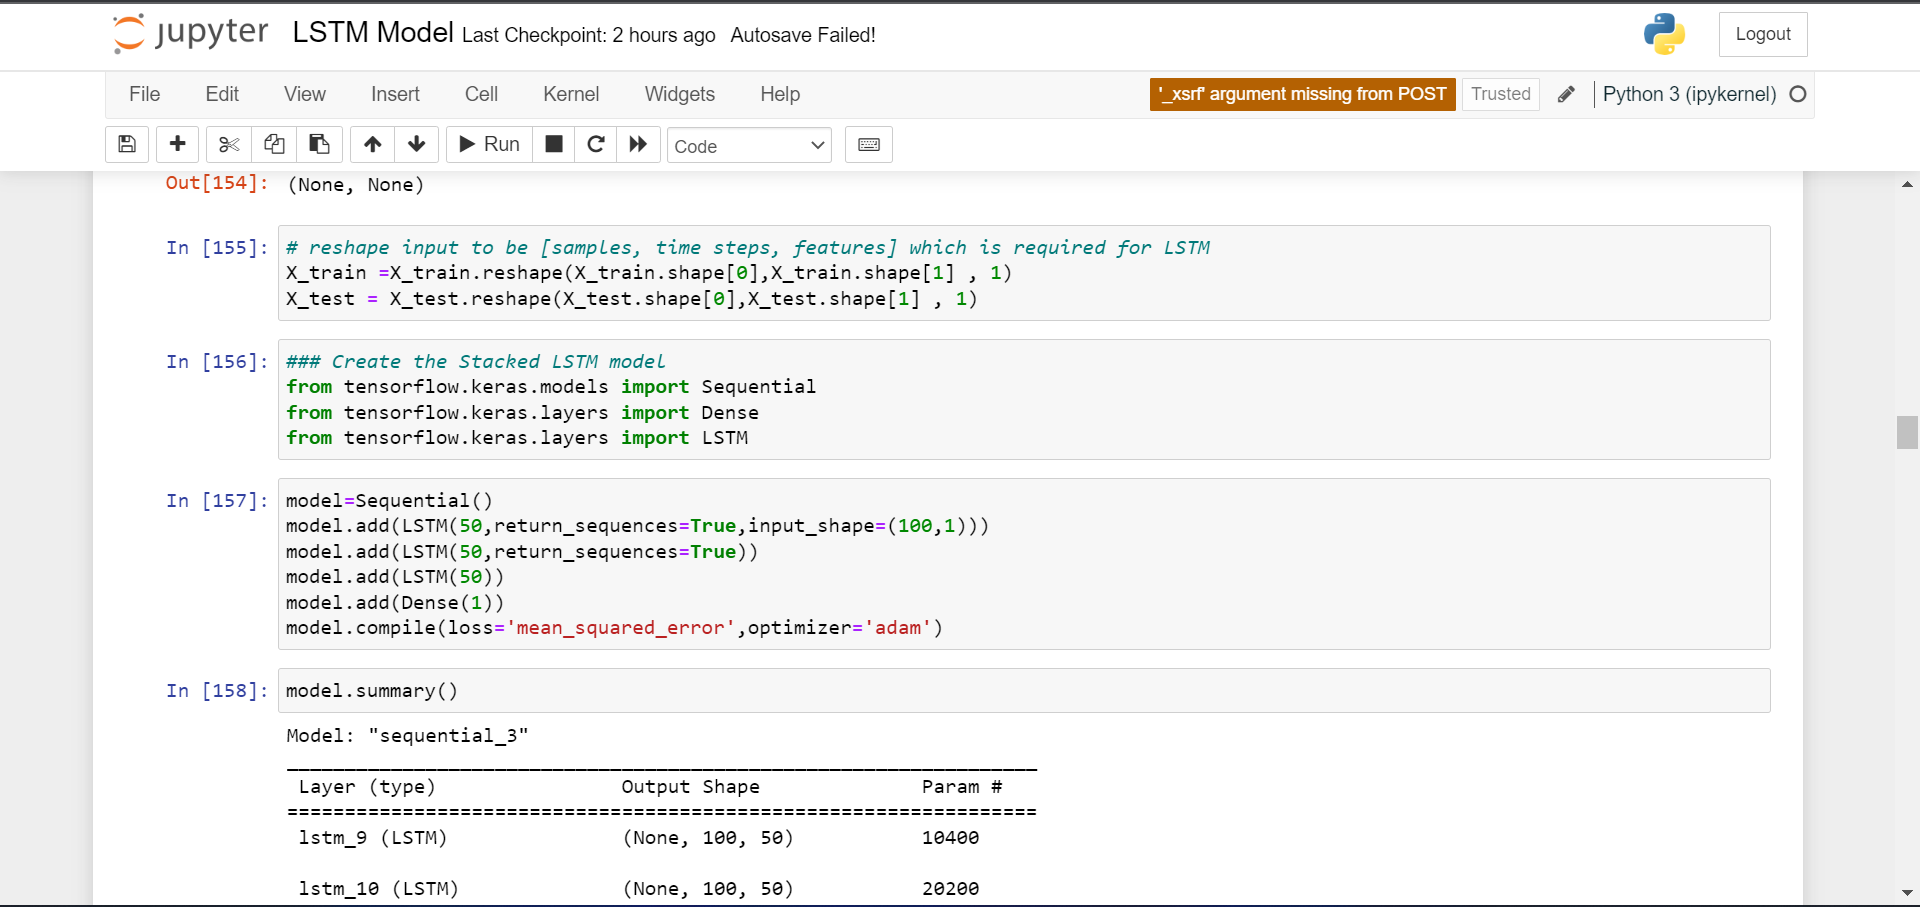 jupyter LSTM Model Last Checkpoint: 2 hours ago Autosave Failed! Logout
File Edit View Insert Cell Kernel Widgets Help '_xsrf' argument missing from POST Trusted Python 3 (ipykernel)
Run Code
Out[154]: (None, None)
In [155]: # reshape input to be [samples, time steps, features] which is required for LSTM
X_train =X_train.reshape(X_train.shape[0],X_train.shape[1] , 1)
X_test = X_test.reshape(X_test.shape[0],X_test.shape[1] , 1)
In [156]: ### Create the Stacked LSTM model
from tensorflow.keras.models import Sequential
from tensorflow.keras.layers import Dense
from tensorflow.keras.layers import LSTM
In [157]: model=Sequential()
model.add(LSTM(50,return_sequences=True,input_shape=(100,1)))
model.add(LSTM(50,return_sequences=True))
model.add(LSTM(50))
model.add(Dense(1))
model.compile(loss='mean_squared_error',optimizer='adam')
In [158]: model.summary()
Model: "sequential_3"
Layer (type) Output Shape Param #
lstm_9 (LSTM) (None, 100, 50) 10400
lstm_10 (LSTM) (None, 100, 50) 20200